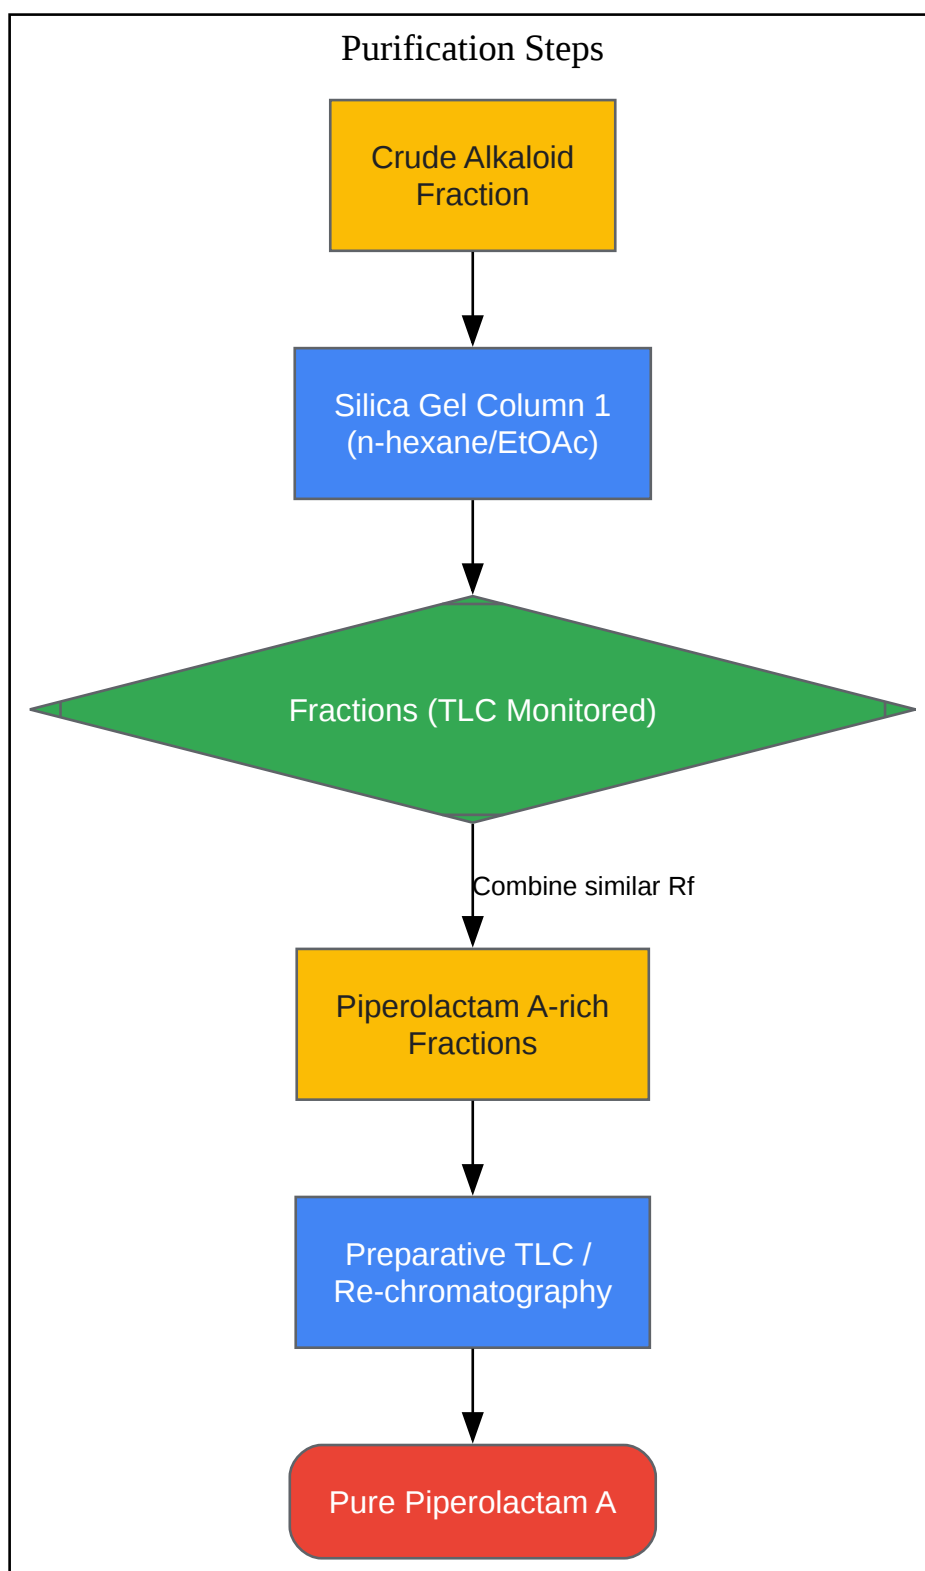 Purification Steps
Crude Alkaloid
Fraction
Silica Gel Column 1
(n-hexane/EtOAc)
Fractions (TLC Monitored)
Combine similar Rf
Piperolactam A-rich
Fractions
Preparative TLC /
Re-chromatography
Pure Piperolactam A